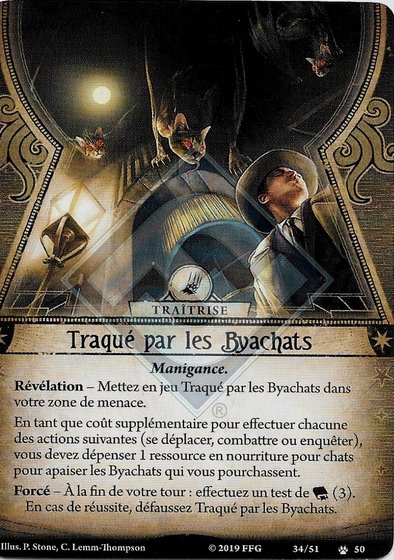 TRAÎTRISE
Traqué par les Byachats
Manigance.
Révélation – Mettez en jeu Traqué par les Byachats dans
votre zone de menace.
En tant que coût supplémentaire pour effectuer chacune
des actions suivantes (se déplacer, combattre ou enquêter),
vous devez dépenser 1 ressource en nourriture pour chats
pour apaiser les Byachats qui vous pourchassent.
Forcé – À la fin de votre tour : effectuez un test de (3).
En cas de réussite, défaussez Traqué par les Byachats.
Illus. P. Stone, C. Lemm-Thompson © 2019 FFG 34/51 50